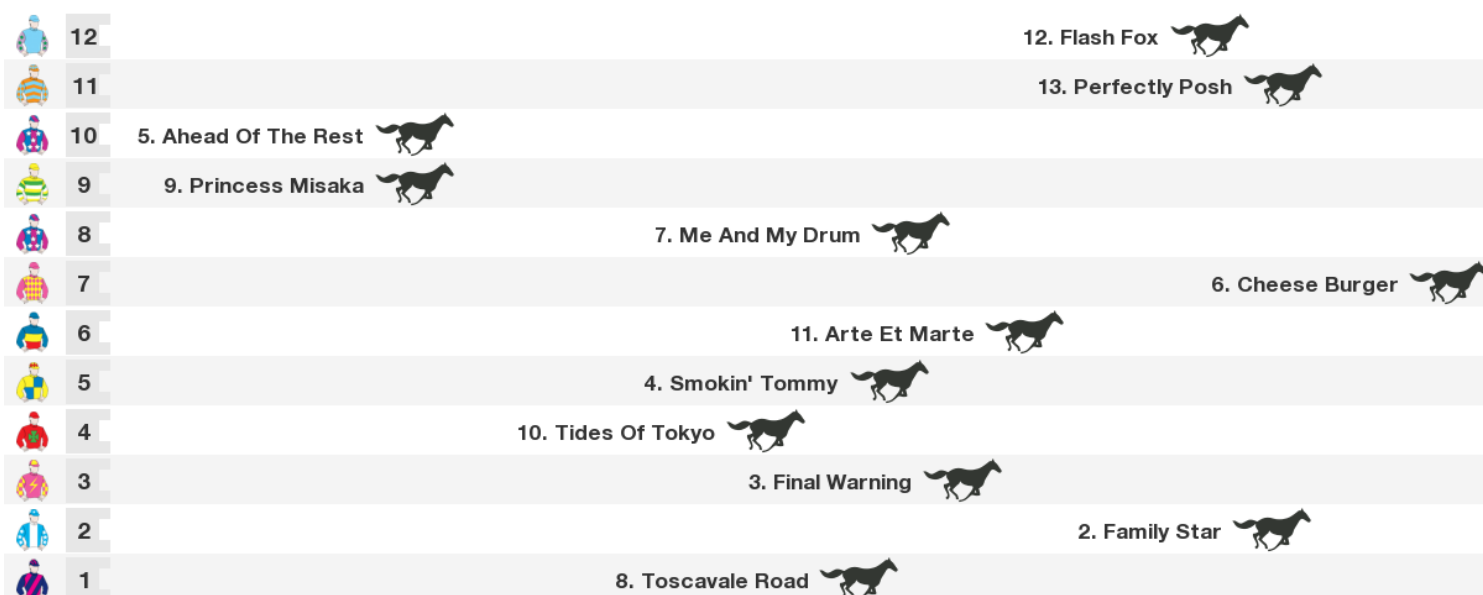 12 12. Flash Fox
11 13. Perfectly Posh
10 5. Ahead Of The Rest
9 9. Princess Misaka
8 7. Me And My Drum
7 6. Cheese Burger
6 11. Arte Et Marte
5 4. Smokin' Tommy
4 10. Tides Of Tokyo
3 3. Final Warning
2 2. Family Star
1 8. Toscavale Road